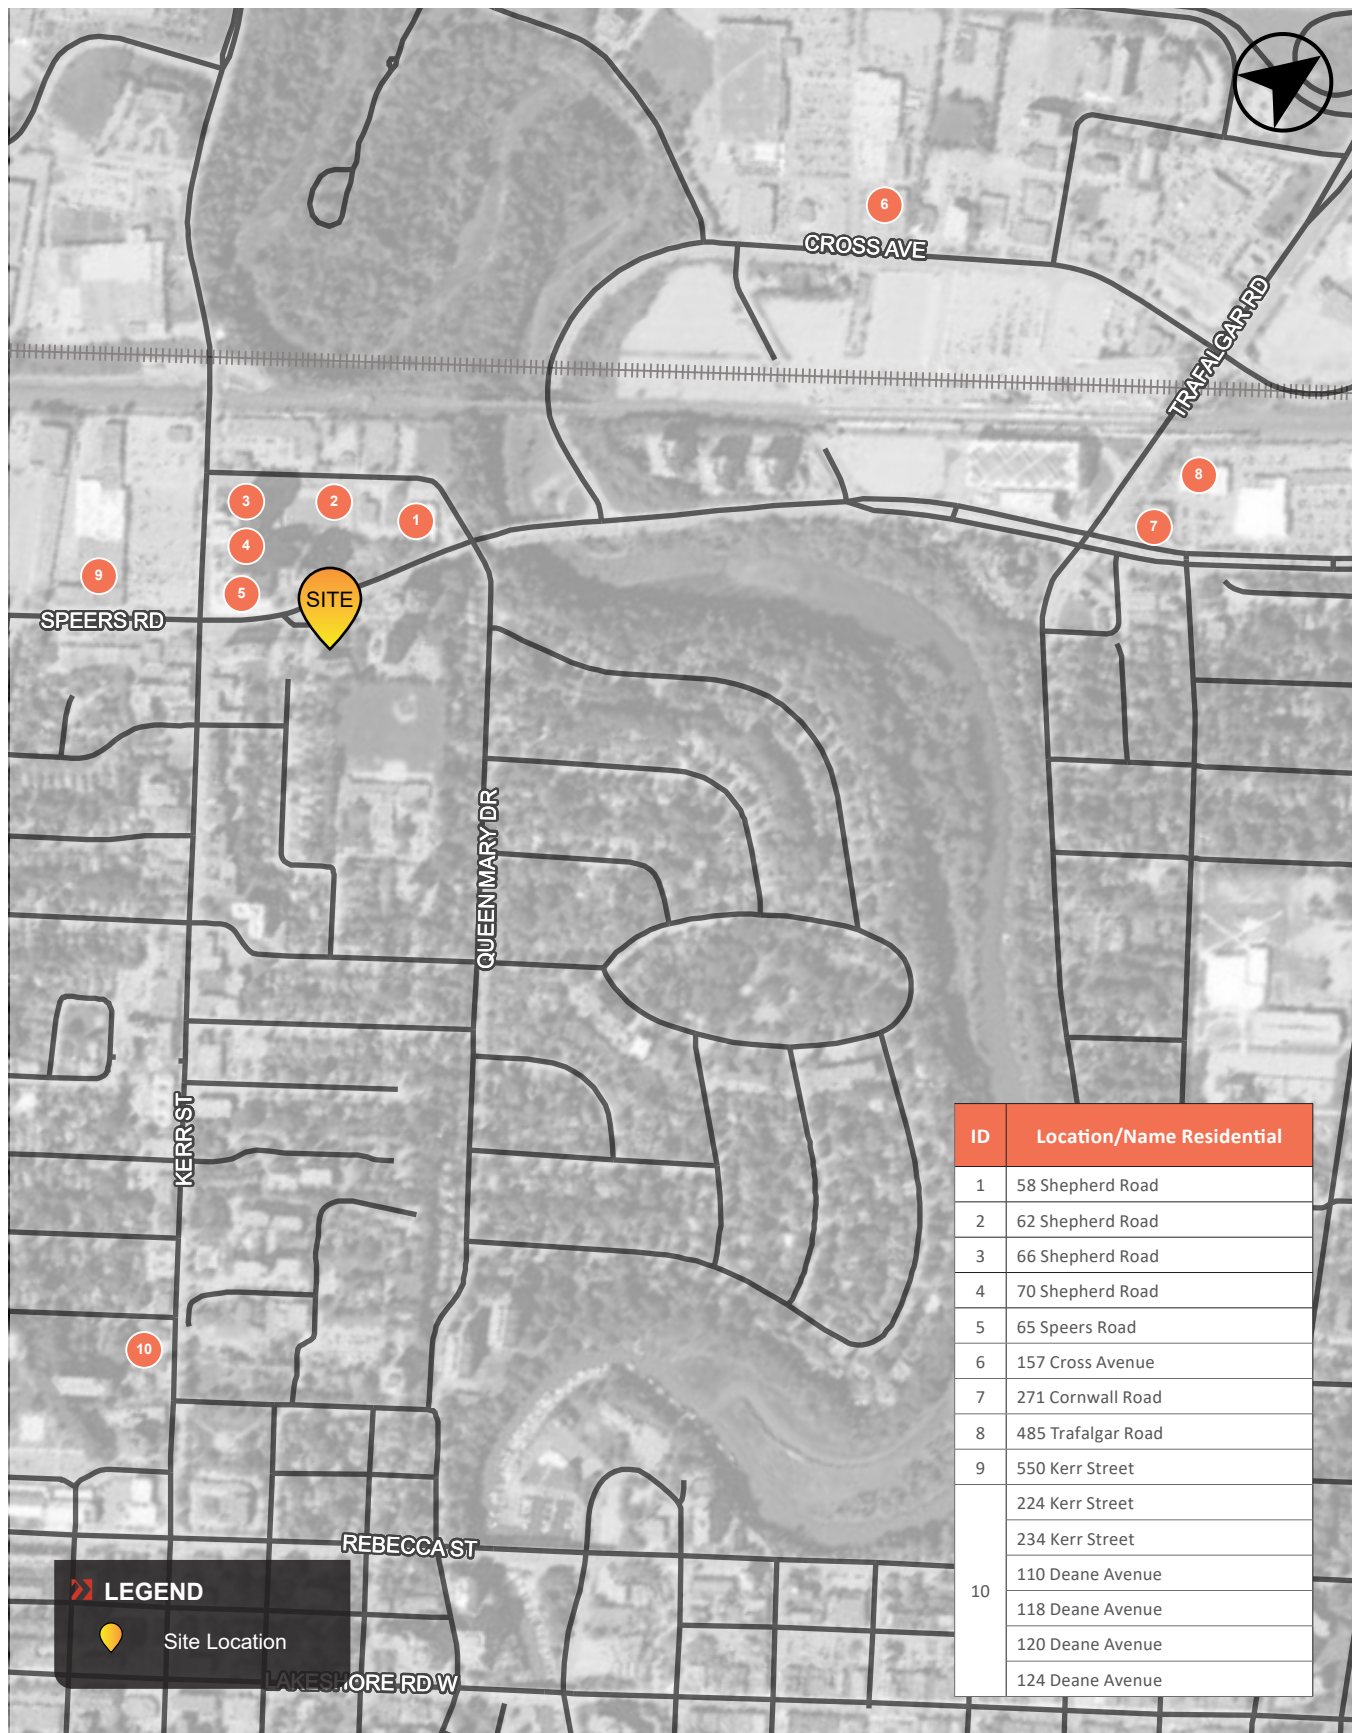 6
CROSS AVE
TRAFALGAR RD
8
3
2
1
7
4
9
5
SITE
SPEERS RD
QUEEN MARY DR
KERR ST
10
REBECCA ST
LAKESHORE RD W
LEGEND
Site Location
ID Location/Name Residential
1 58 Shepherd Road
2 62 Shepherd Road
3 66 Shepherd Road
4 70 Shepherd Road
5 65 Speers Road
6 157 Cross Avenue
7 271 Cornwall Road
8 485 Trafalgar Road
9 550 Kerr Street
10 224 Kerr Street
234 Kerr Street
110 Deane Avenue
118 Deane Avenue
120 Deane Avenue
124 Deane Avenue